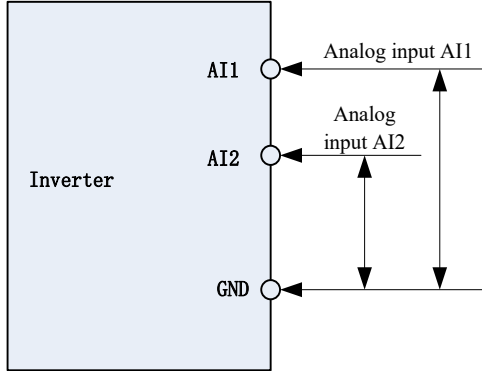 Analog input AI1
AI1
Analog
input AI2
AI2
Inverter
GND